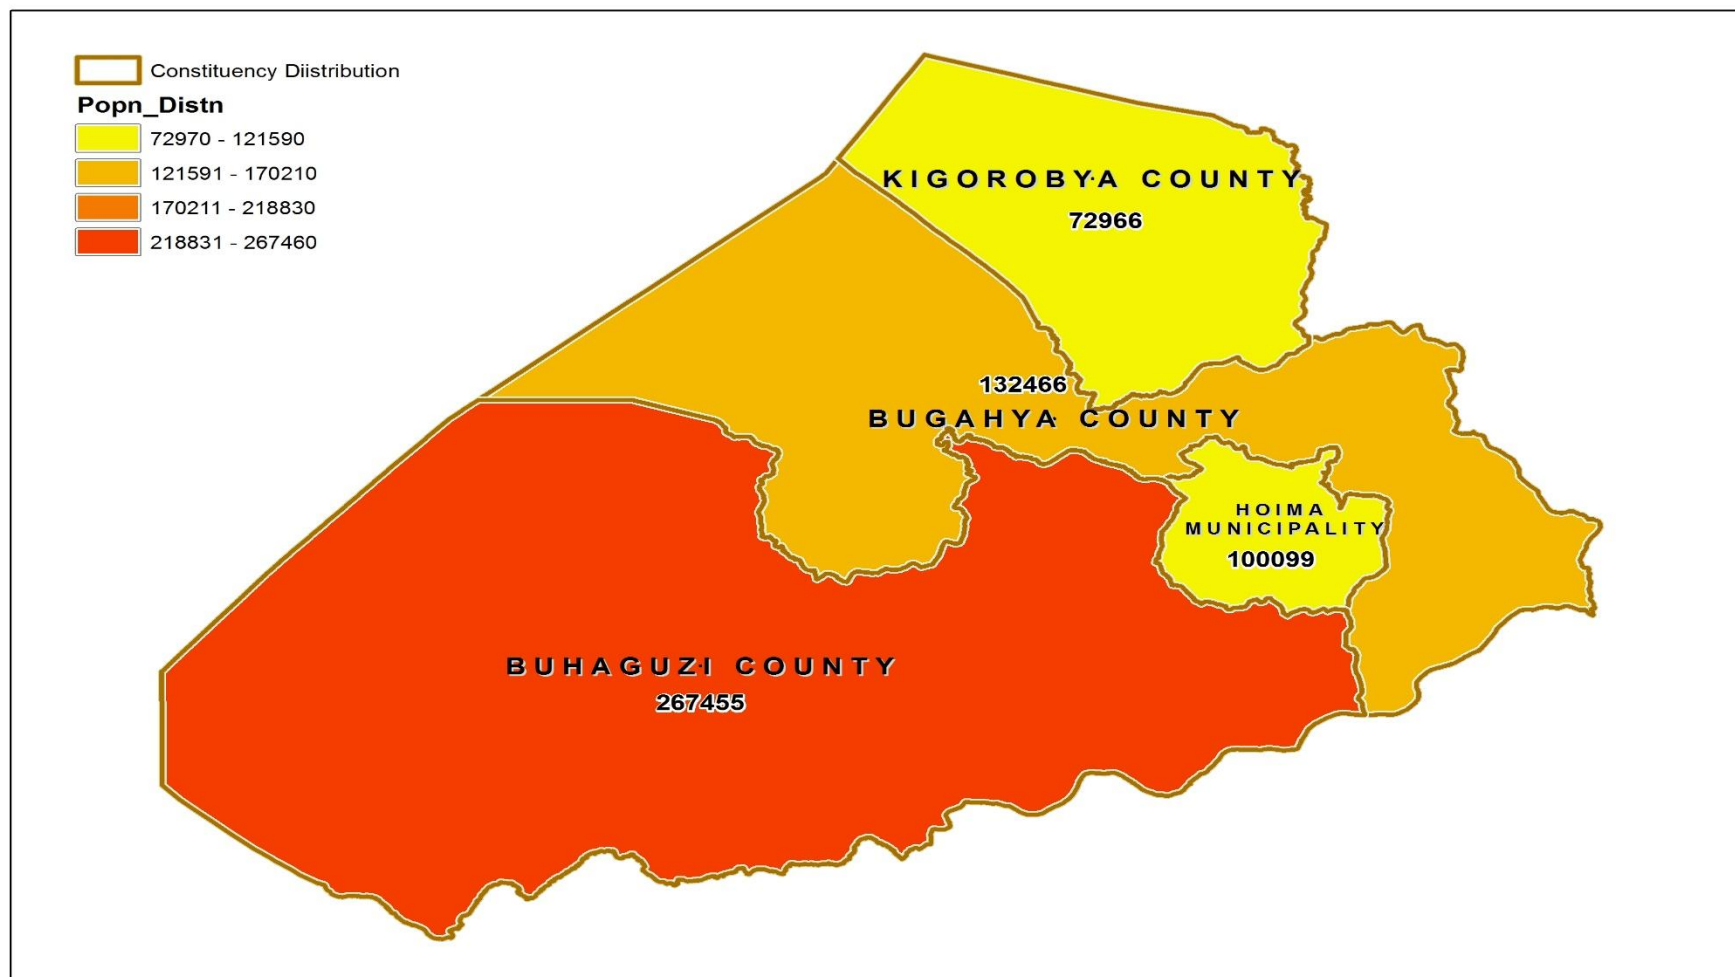 Constituency Diistribution
Popn_Distn
72970 - 121590
121591 - 170210
170211 - 218830
218831 - 267460
KIGOROBYA COUNTY
72966
132466
BUGAHYA COUNTY
HOIMA
MUNICIPALITY
100099
BUHAGUZI COUNTY
267455